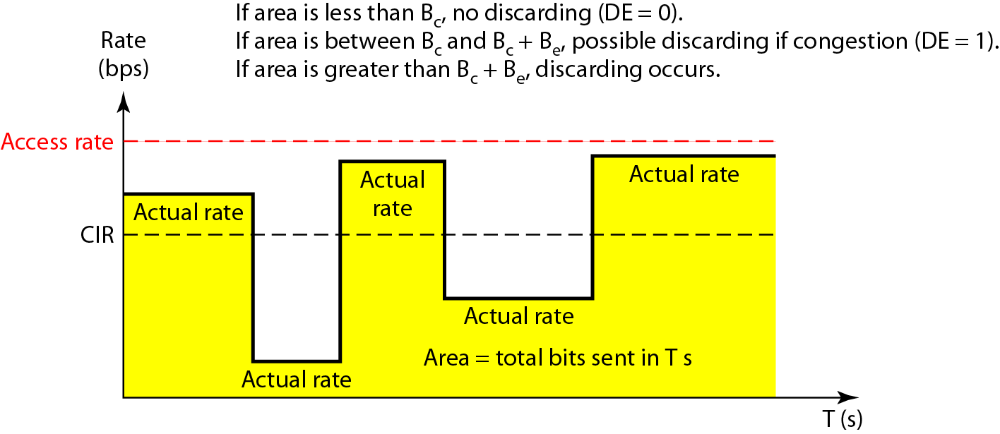 If area is less than Bc, no discarding (DE = 0).
If area is between Bc and Bc + Be, possible discarding if congestion (DE = 1).
If area is greater than Bc + Be, discarding occurs.
Rate
(bps)
Access rate
Actual rate
Actual
rate
Actual rate
CIR
Actual rate
Area = total bits sent in T s
Actual rate
T (s)